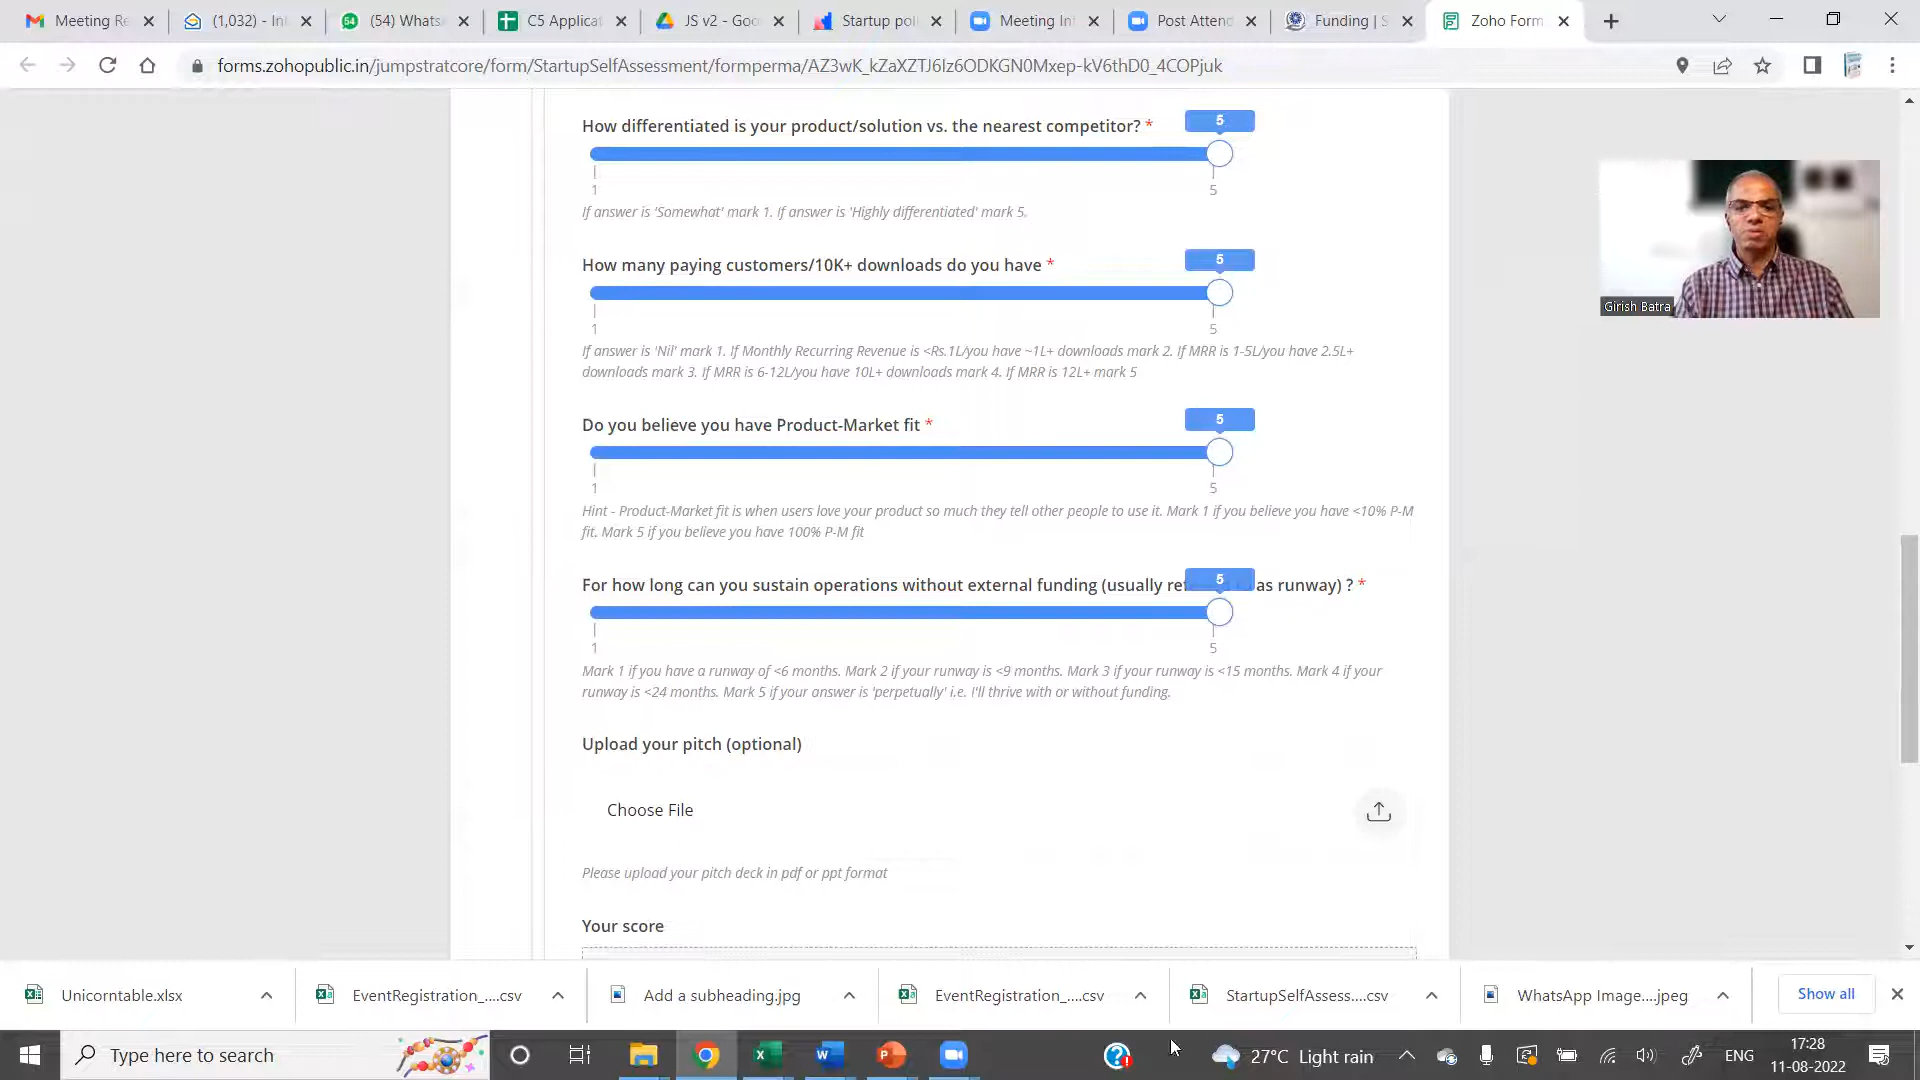 Meeting Re
(1,032) - In
(54) Whats
C5 Applicat
JS v2 - Goo
Startup pol
Meeting In
Post Attend
Funding | S
Zoho Form
forms.zohopublic.in/jumpstratcore/form/StartupSelfAssessment/formperma/AZ3wK_kZaXZTJ6Iz6ODKGN0Mxep-kV6thD0_4COPjuk
How differentiated is your product/solution vs. the nearest competitor? *
5
1
5
If answer is 'Somewhat' mark 1. If answer is 'Highly differentiated' mark 5.
How many paying customers/10K+ downloads do you have *
5
1
5
If answer is 'Nil' mark 1. If Monthly Recurring Revenue is <Rs.1L/you have ~1L+ downloads mark 2. If MRR is 1-5L/you have 2.5L+
downloads mark 3. If MRR is 6-12L/you have 10L+ downloads mark 4. If MRR is 12L+ mark 5
Do you believe you have Product-Market fit *
5
1
5
Hint - Product-Market fit is when users love your product so much they tell other people to use it. Mark 1 if you believe you have <10% P-M
fit. Mark 5 if you believe you have 100% P-M fit
For how long can you sustain operations without external funding (usually as runway) ? *
5
1
5
Mark 1 if you have a runway of <6 months. Mark 2 if your runway is <9 months. Mark 3 if your runway is <15 months. Mark 4 if your
runway is <24 months. Mark 5 if your answer is 'perpetually' i.e. I'll thrive with or without funding.
Upload your pitch (optional)
Choose File
Please upload your pitch deck in pdf or ppt format
Your score
Girish Batra
Unicorntable.xlsx
EventRegistration_....csv
Add a subheading.jpg
EventRegistration_....csv
StartupSelfAssess....csv
WhatsApp Image....jpeg
Show all
Type here to search
27°C Light rain
ENG
17:28
11-08-2022